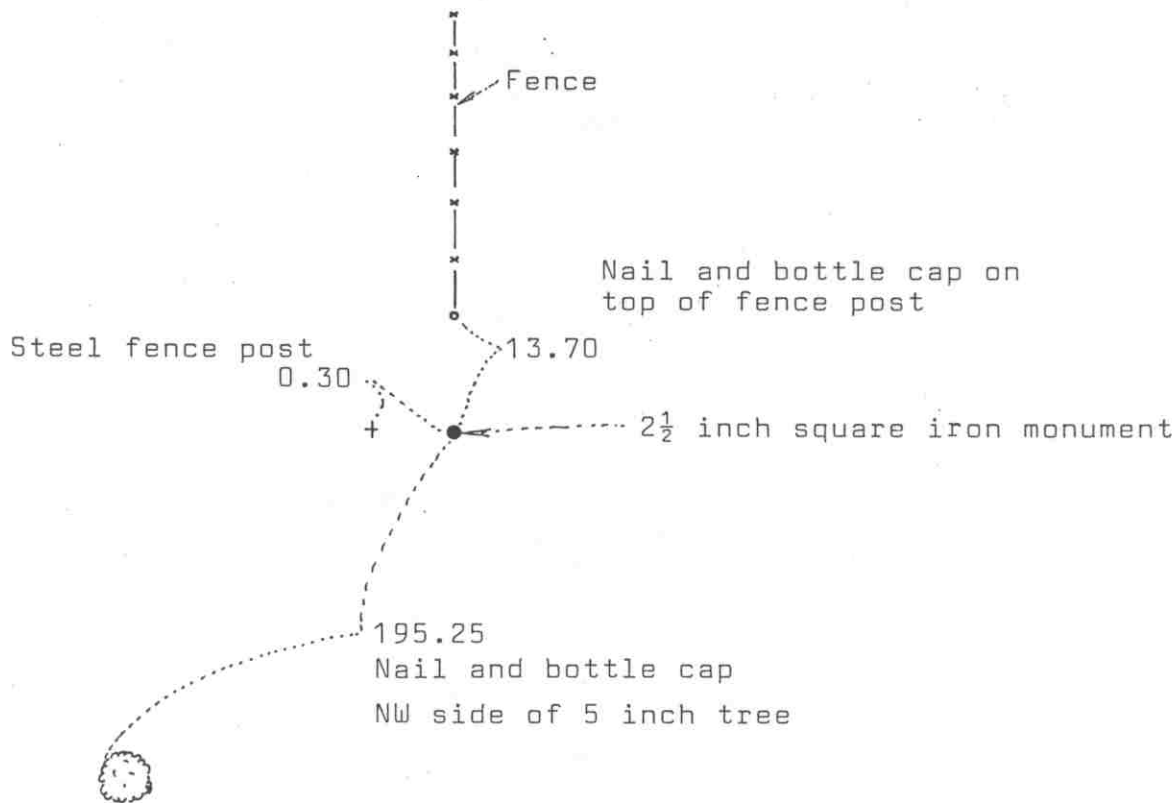 Fence
Nail and bottle cap on
top of fence post
Steel fence post
13.70
0.30
2½ inch square iron monument
195.25
Nail and bottle cap
NW side of 5 inch tree